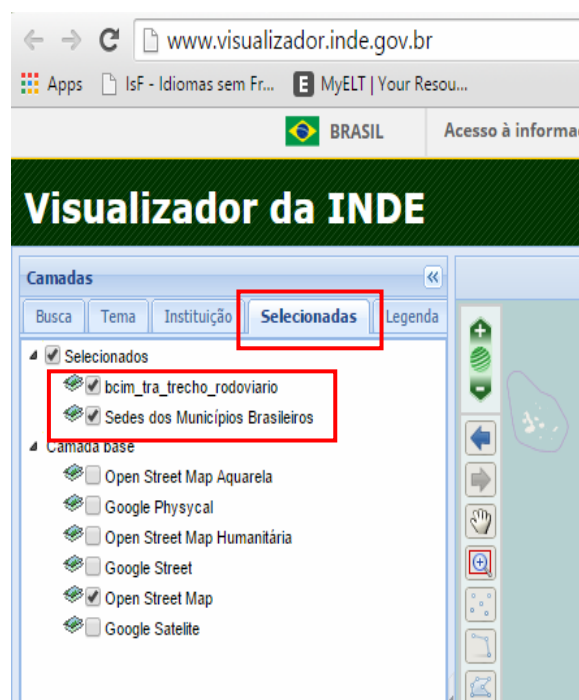 www.visualizador.inde.gov.br
Apps IsF - Idiomas sem Fr... MyELT | Your Resou...
BRASIL Acesso à informa
Visualizador da INDE
Camadas
Busca Tema Instituição Selecionadas Legenda
Selecionados
bcim_tra_trecho_rodoviario
Sedes dos Municípios Brasileiros
Camada base
Open Street Map Aquarela
Google Physycal
Open Street Map Humanitária
Google Street
Open Street Map
Google Satelite